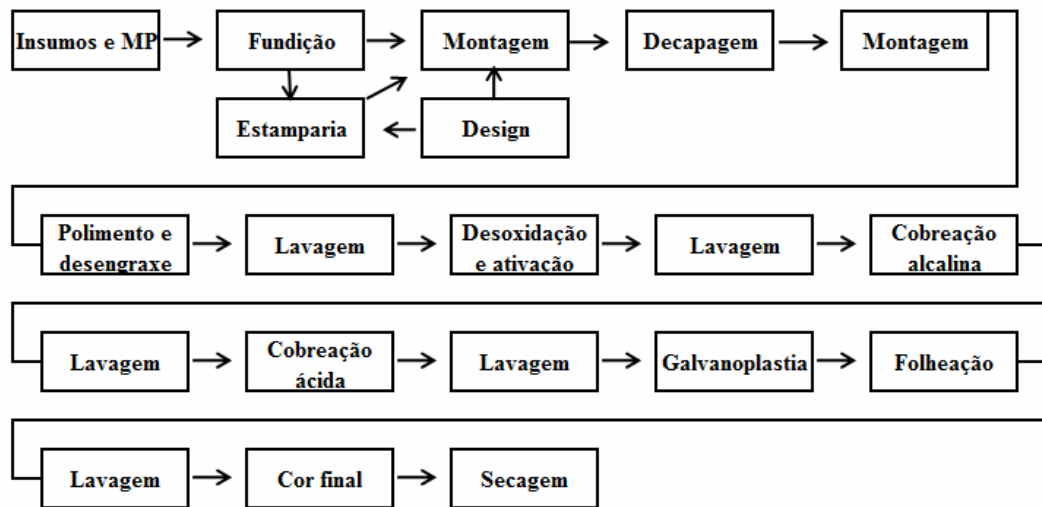 Insumos e MP
Fundição
Montagem
Decapagem
Montagem
Estamparia
Design
Polimento e
desengraxe
Lavagem
Desoxidação
e ativação
Lavagem
Cobreação
alcalina
Lavagem
Cobreação
ácida
Lavagem
Galvanoplastia
Folheação
Lavagem
Cor final
Secagem